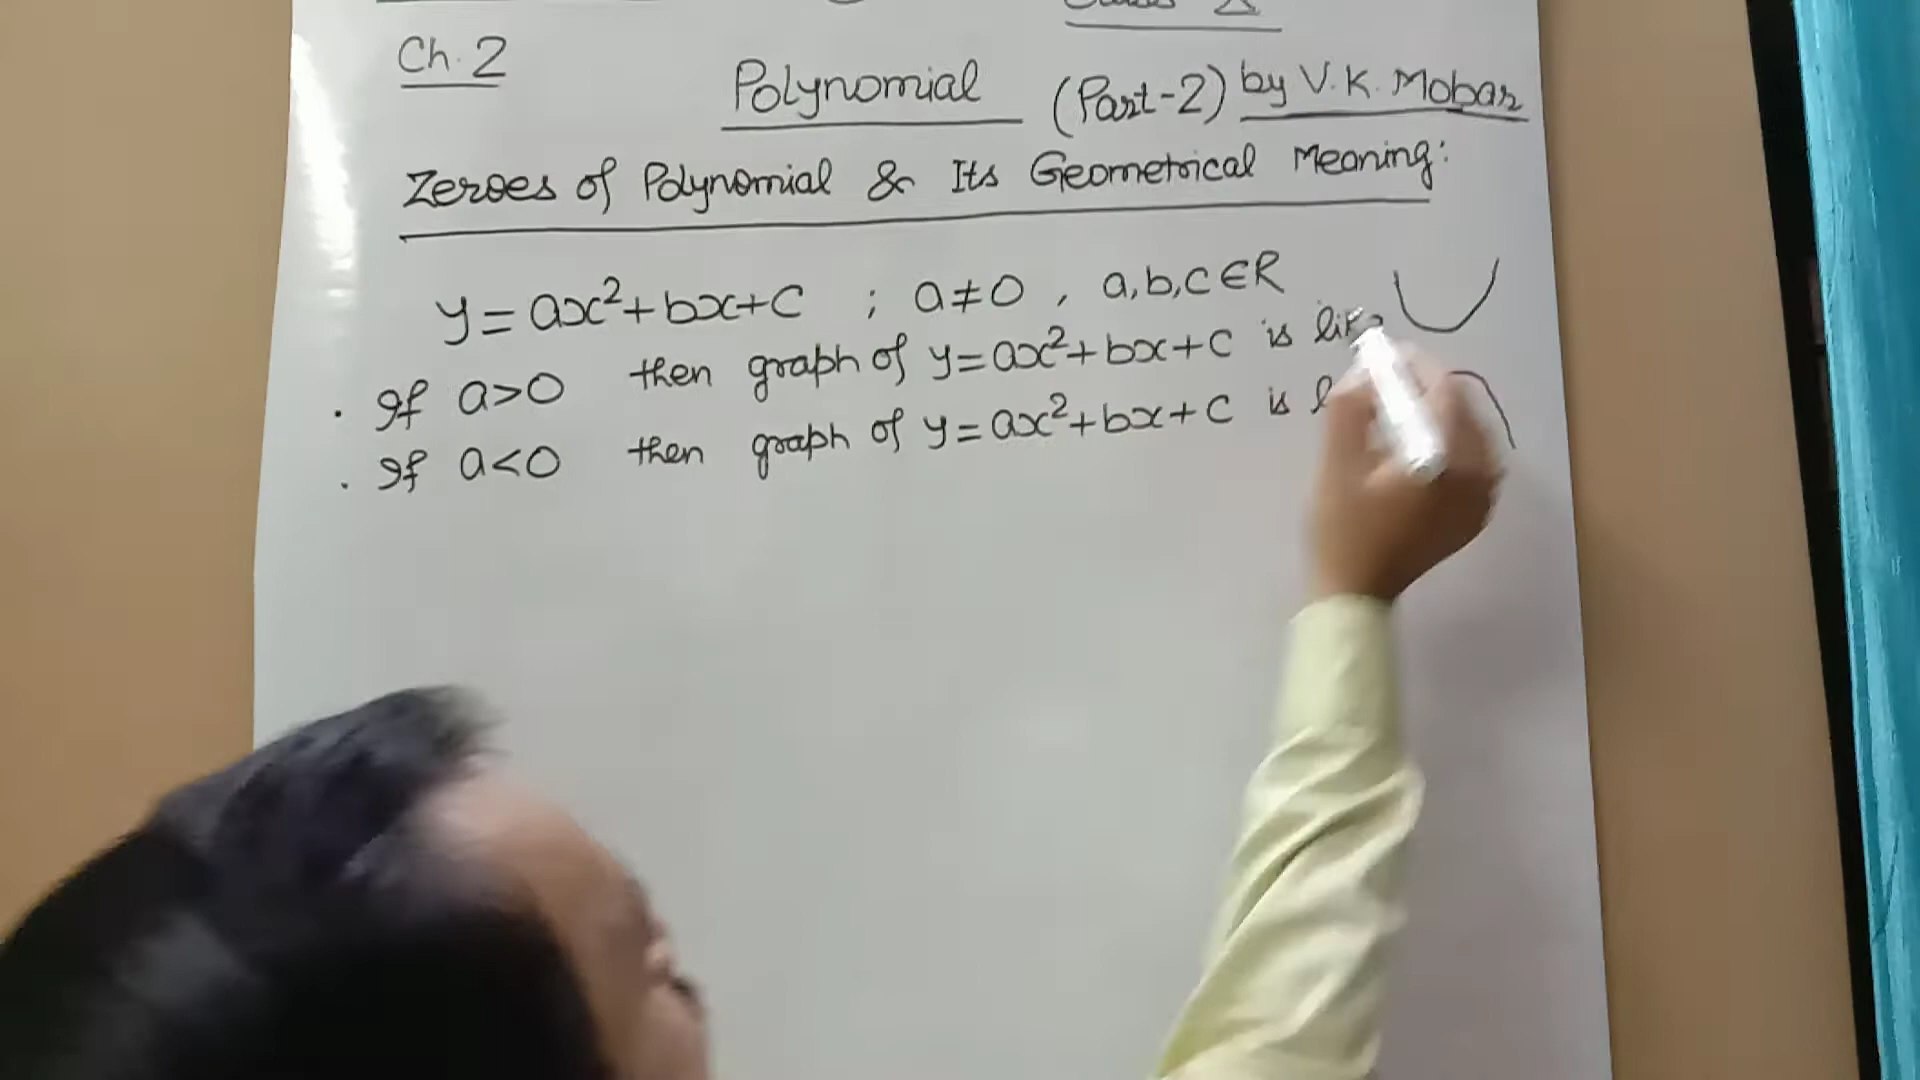 Ch. 2
Polynomial (Part-2) by V. K. Mobar
Zeroes of Polynomial & Its Geometrical Meaning:
y = ax²+bx+c ; a≠0 , a,b,c∈R
. If a>0 then graph of y=ax²+bx+c is like
. If a<0 then graph of y=ax²+bx+c is